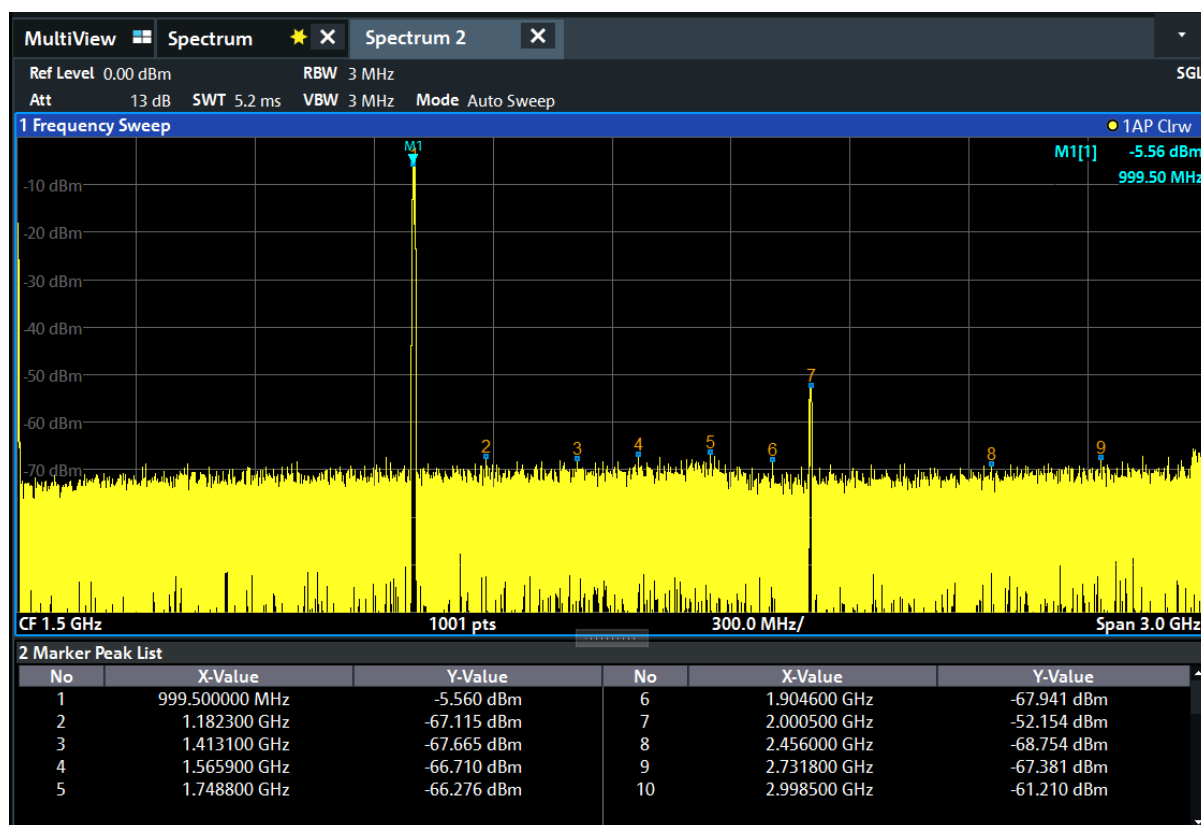 MultiView Spectrum Spectrum 2
Ref Level 0.00 dBm RBW 3 MHz SGL
Att 13 dB SWT 5.2 ms VBW 3 MHz Mode Auto Sweep
1 Frequency Sweep 1AP Clrw
M1 M1[1] -5.56 dBm
999.50 MHz
-10 dBm
-20 dBm
-30 dBm
-40 dBm
-50 dBm
7
-60 dBm
2 3 4 5 6 8 9
-70 dBm
CF 1.5 GHz 1001 pts 300.0 MHz/ Span 3.0 GHz
2 Marker Peak List
No X-Value Y-Value No X-Value Y-Value
1 999.500000 MHz -5.560 dBm 6 1.904600 GHz -67.941 dBm
2 1.182300 GHz -67.115 dBm 7 2.000500 GHz -52.154 dBm
3 1.413100 GHz -67.665 dBm 8 2.456000 GHz -68.754 dBm
4 1.565900 GHz -66.710 dBm 9 2.731800 GHz -67.381 dBm
5 1.748800 GHz -66.276 dBm 10 2.998500 GHz -61.210 dBm